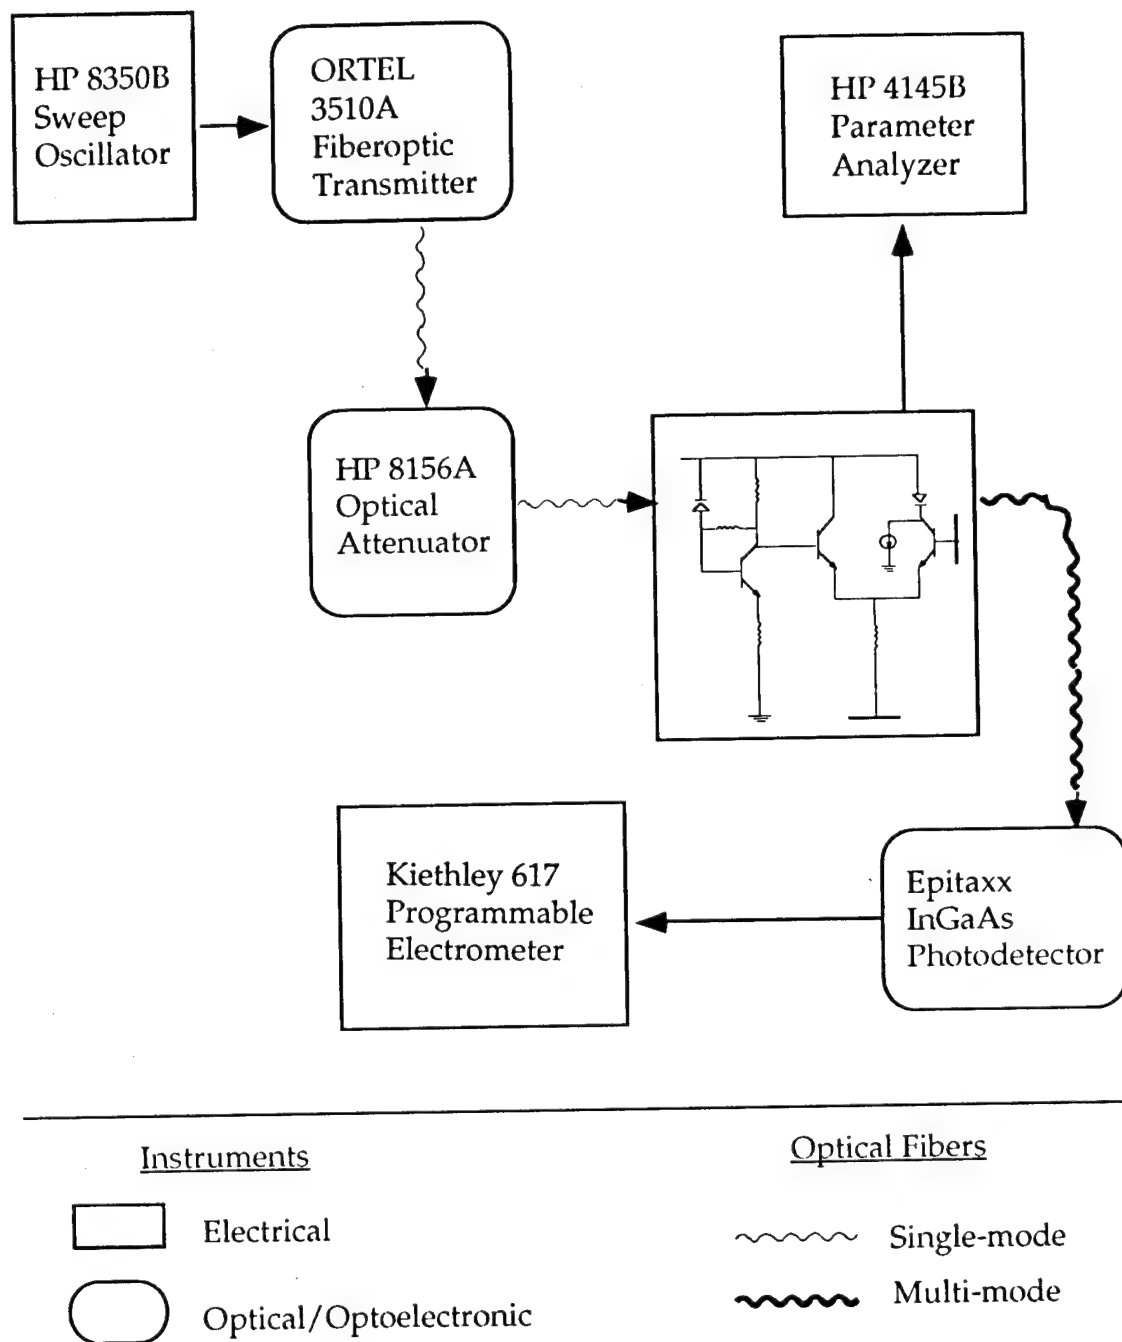 HP 8350B
Sweep
Oscillator
ORTEL
3510A
Fiberoptic
Transmitter
HP 4145B
Parameter
Analyzer
HP 8156A
Optical
Attenuator
Kiethley 617
Programmable
Electrometer
Epitaxx
InGaAs
Photodetector
Instruments
Electrical
Optical/Optoelectronic
Optical Fibers
Single-mode
Multi-mode